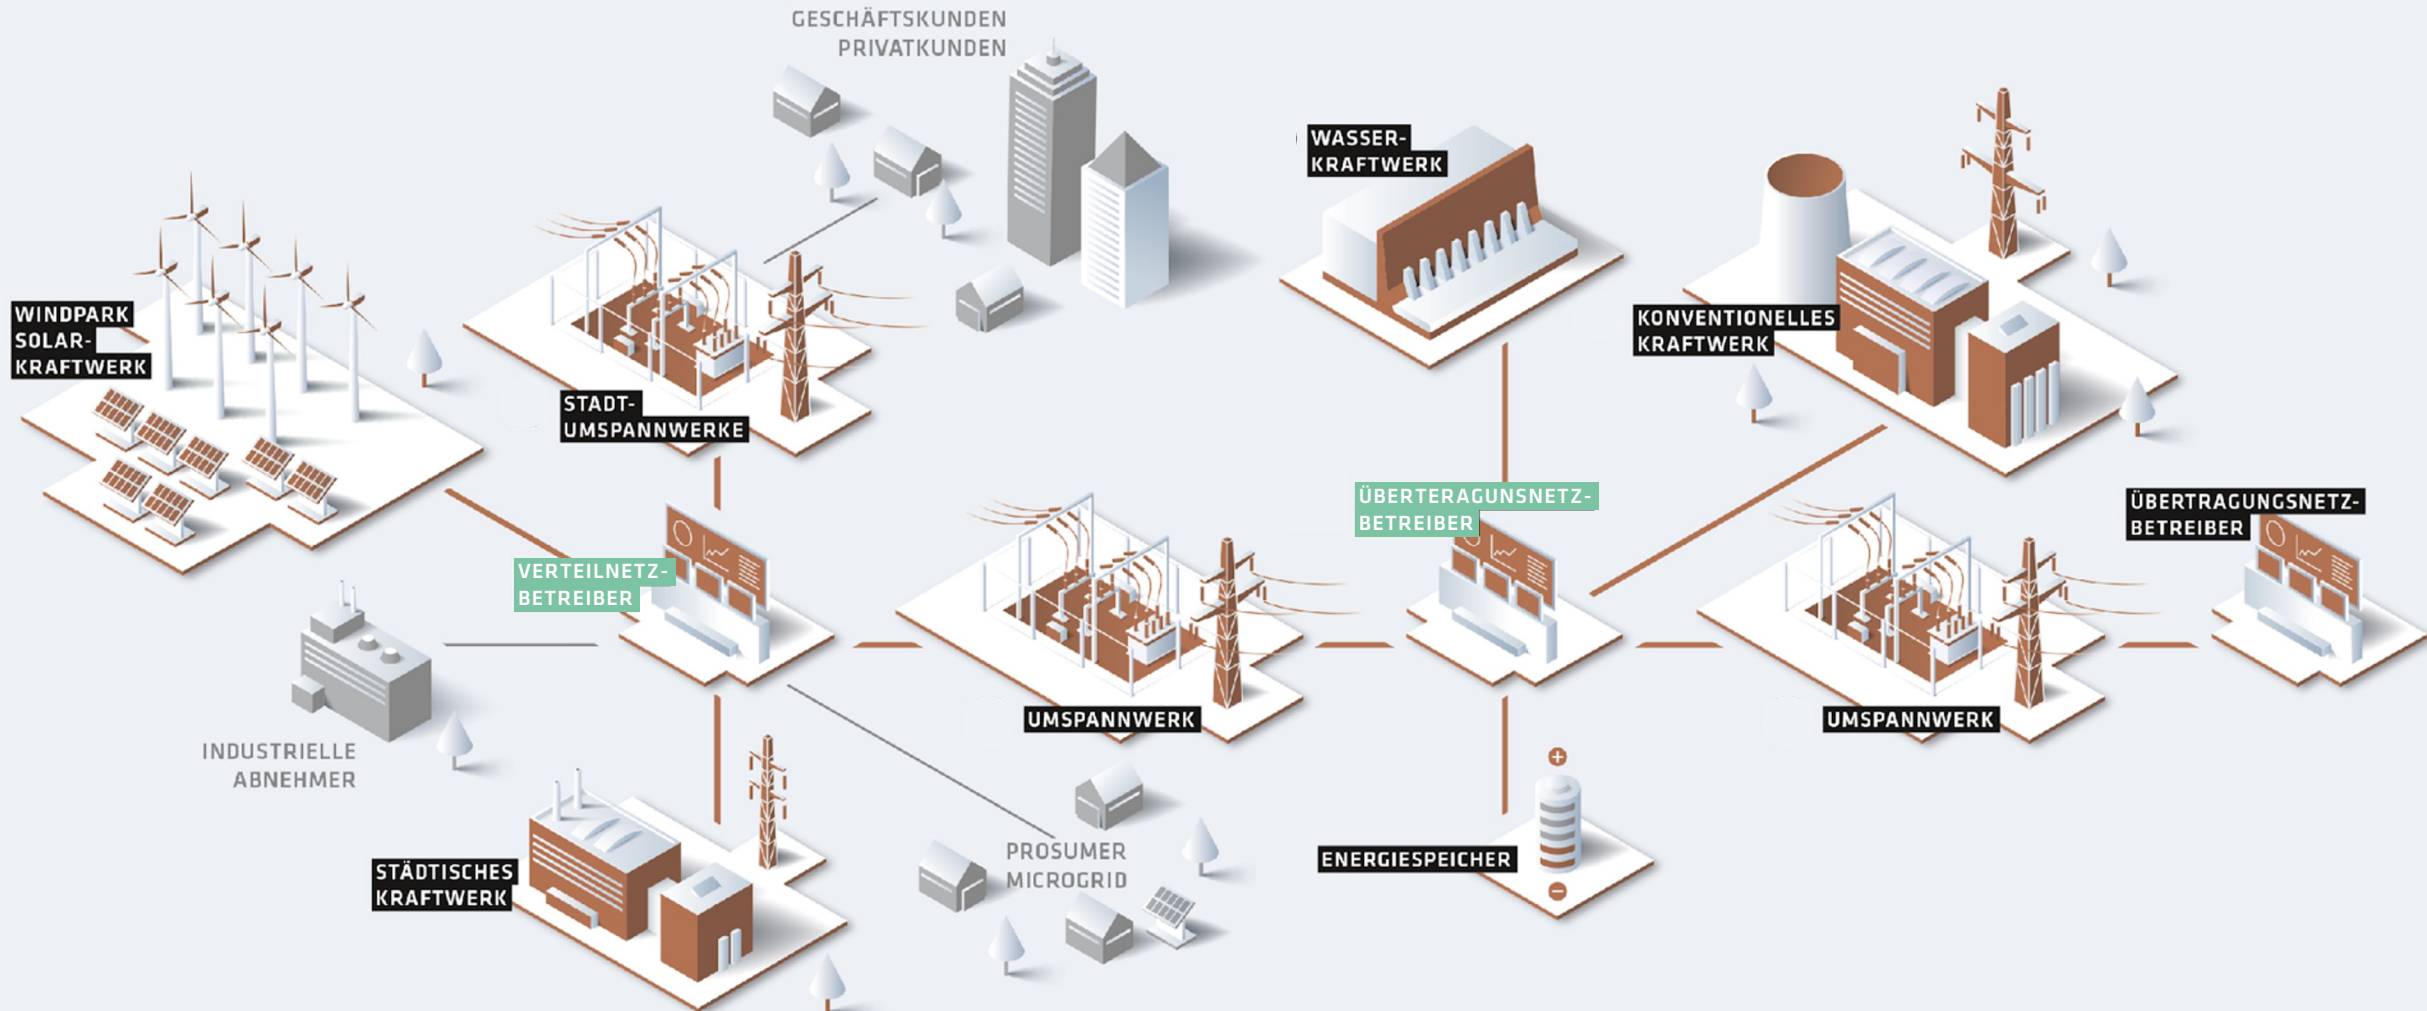 GESCHÄFTSKUNDEN
PRIVATKUNDEN
WASSER-
KRAFTWERK
WINDPARK
SOLAR-
KRAFTWERK
KONVENTIONELLES
KRAFTWERK
STADT-
UMSPANNWERKE
ÜBERTERAGUNSNETZ-
BETREIBER
ÜBERTRAGUNGSNETZ-
BETREIBER
VERTEILNETZ-
BETREIBER
UMSPANNWERK
UMSPANNWERK
INDUSTRIELLE
ABNEHMER
PROSUMER
MICROGRID
ENERGIESPEICHER
STÄDTISCHES
KRAFTWERK